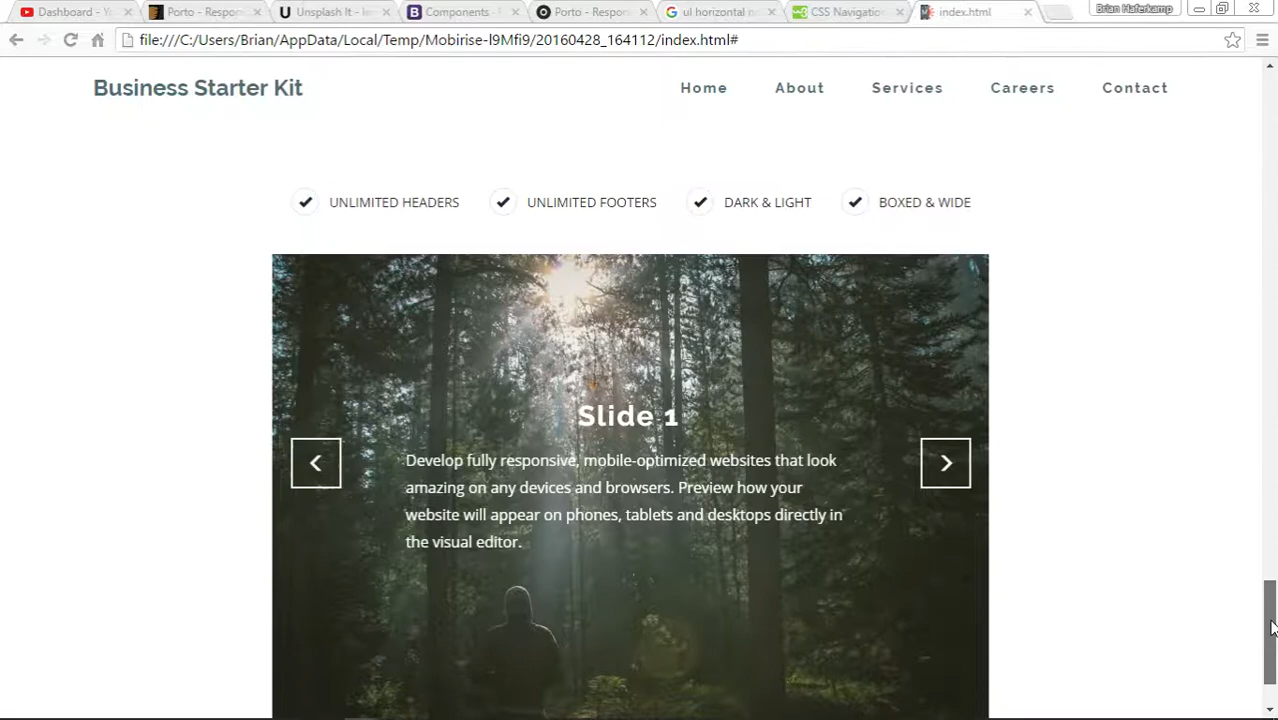 Dashboard - Y
Porto - Respon
Unsplash It - 
Components · 
Porto - Respon
ul horizontal n
CSS Navigation
index.html
Brian Haferkamp
file:///C:/Users/Brian/AppData/Local/Temp/Mobirise-I9Mfi9/20160428_164112/index.html#
Business Starter Kit
Home About Services Careers Contact
UNLIMITED HEADERS UNLIMITED FOOTERS DARK & LIGHT BOXED & WIDE
Slide 1
Develop fully responsive, mobile-optimized websites that look
amazing on any devices and browsers. Preview how your
website will appear on phones, tablets and desktops directly in
the visual editor.